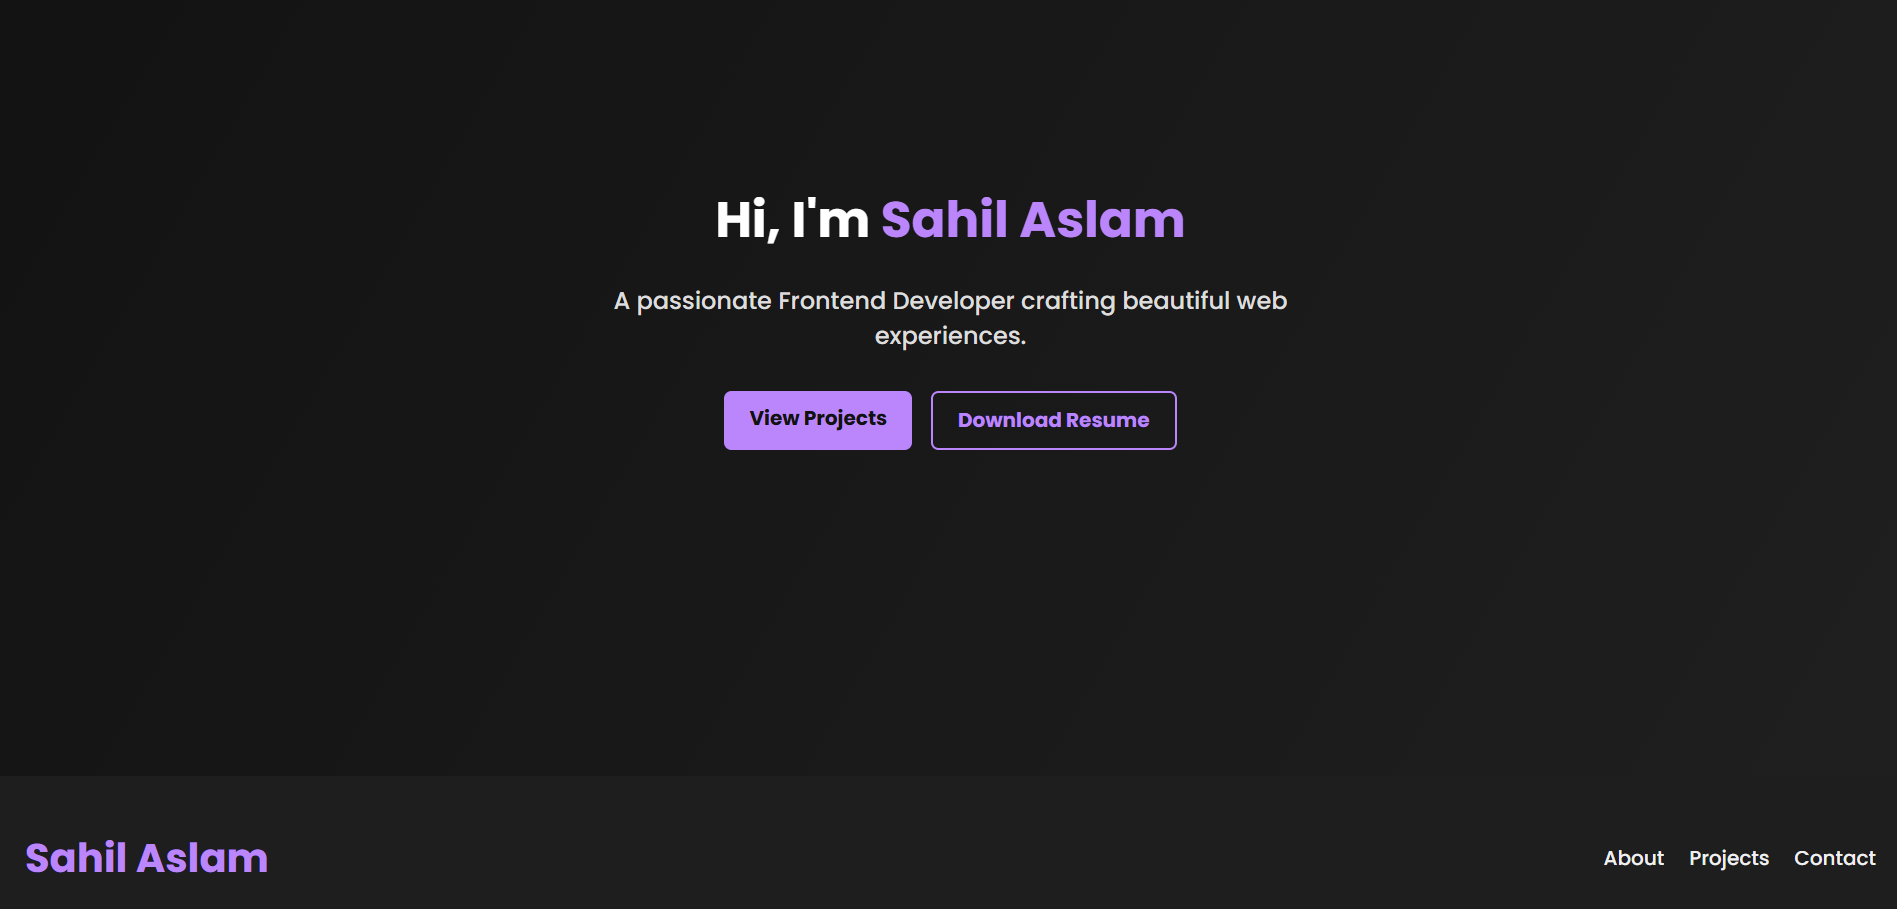 Hi, I'm Sahil Aslam
A passionate Frontend Developer crafting beautiful web
experiences.
View Projects
Download Resume
Sahil Aslam
About
Projects
Contact